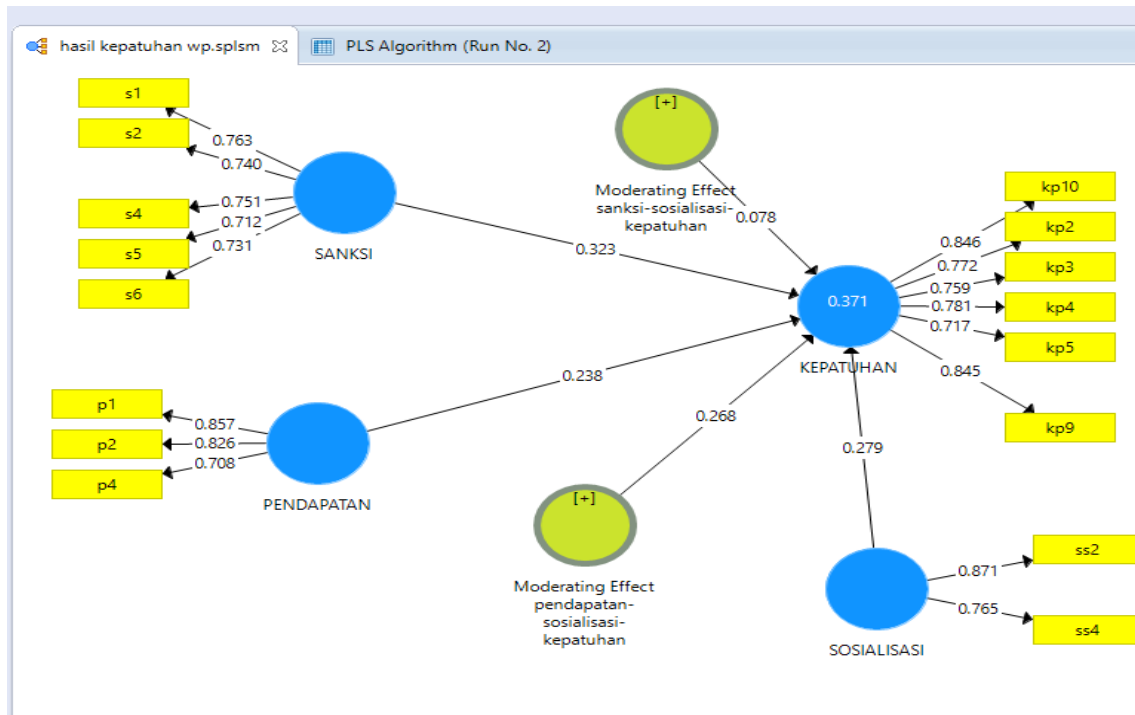 hasil kepatuhan wp.splsm
PLS Algorithm (Run No. 2)
s1
s2
s4
s5
s6
0.763
0.740
0.751
0.712
0.731
SANKSI
[+]
Moderating Effect
sanksi-sosialisasi-
kepatuhan
0.078
0.323
0.371
KEPATUHAN
kp10
kp2
kp3
kp4
kp5
kp9
0.846
0.772
0.759
0.781
0.717
0.845
p1
p2
p4
0.857
0.826
0.708
PENDAPATAN
0.238
0.268
0.279
[+]
Moderating Effect
pendapatan-
sosialisasi-
kepatuhan
SOSIALISASI
0.871
0.765
ss2
ss4